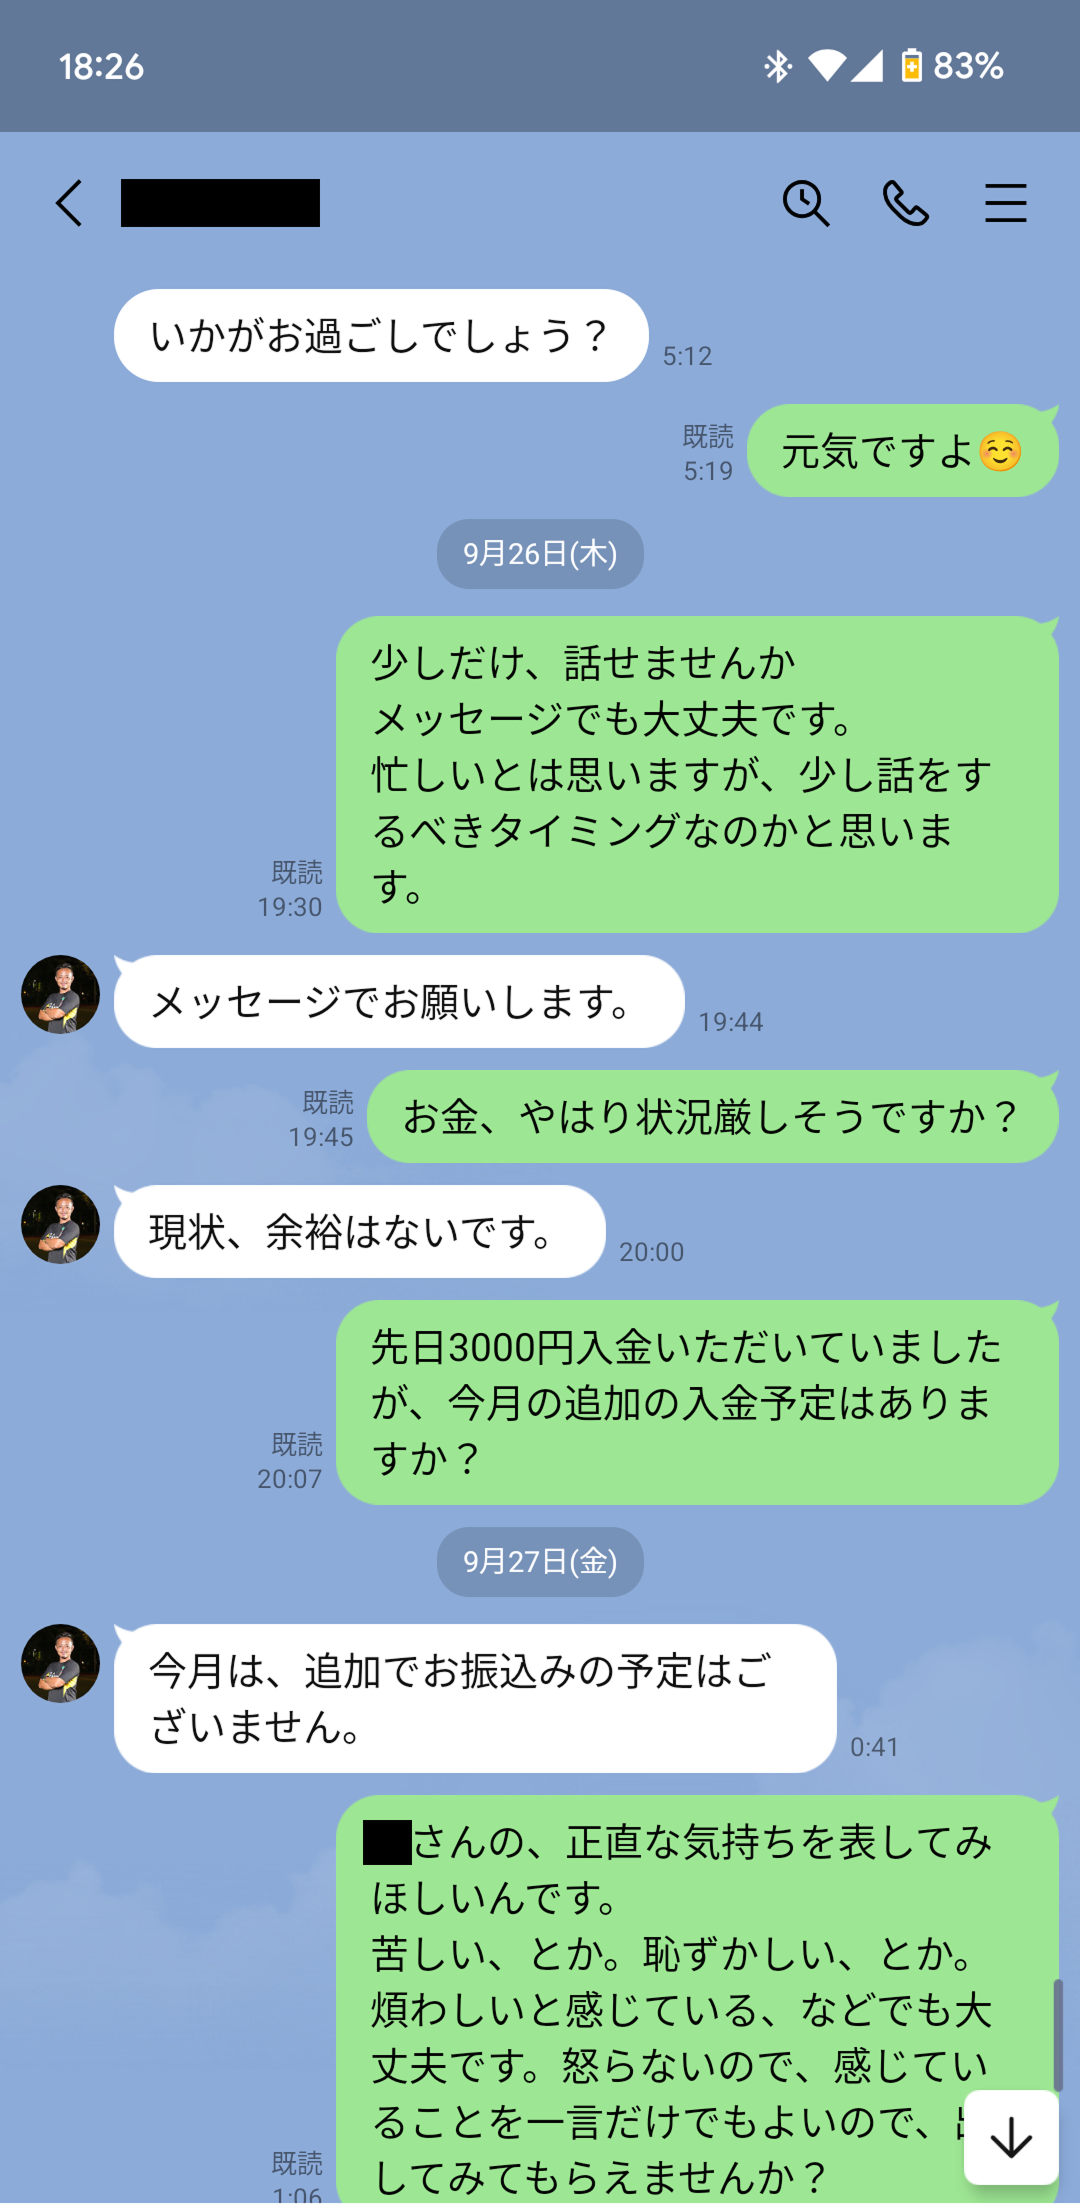 18:26
83%
いかがお過ごしでしょう？
5:12
既読
5:19
元気ですよ☺️
9月26日(木)
少しだけ、話せませんか
メッセージでも大丈夫です。
忙しいとは思いますが、少し話をす
るべきタイミングなのかと思いま
す。
既読
19:30
メッセージでお願いします。
19:44
既読
19:45
お金、やはり状況厳しそうですか？
現状、余裕はないです。
20:00
先日3000円入金いただいていました
が、今月の追加の入金予定はありま
すか？
既読
20:07
9月27日(金)
今月は、追加でお振込みの予定はご
ざいません。
0:41
さんの、正直な気持ちを表してみ
ほしいんです。
苦しい、とか。恥ずかしい、とか。
煩わしいと感じている、などでも大
丈夫です。怒らないので、感じてい
ることを一言だけでもよいので、
してみてもらえませんか？
既読
1:06